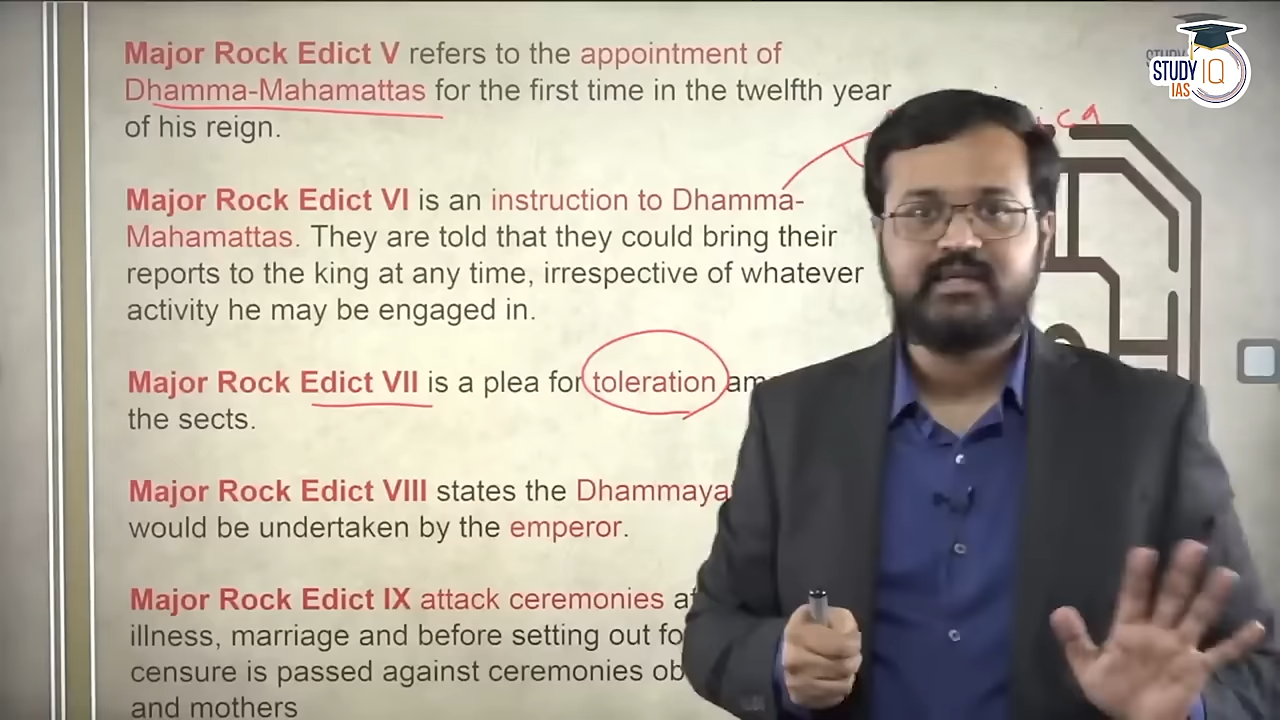 Major Rock Edict V refers to the appointment of
Dhamma-Mahamattas for the first time in the twelfth year
of his reign.
Major Rock Edict VI is an instruction to Dhamma-
Mahamattas. They are told that they could bring their
reports to the king at any time, irrespective of whatever
activity he may be engaged in.
Major Rock Edict VII is a plea for toleration
the sects.
Major Rock Edict VIII states the
would be undertaken by the emperor.
Major Rock Edict IX attack ceremonies
illness, marriage and before setting out
censure is passed against ceremonies
and mothers
STUDY IQ
IAS